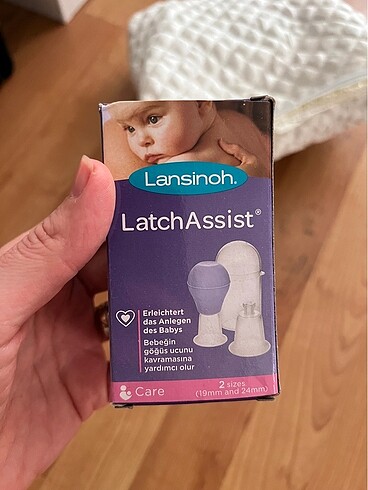 Lansinoh®
LatchAssist®
Erleichtert
das Anlegen
des Babys
Bebeğin
göğüs ucunu
kavramasına
yardımcı olur
Care
2 sizes
(19mm and 24mm)